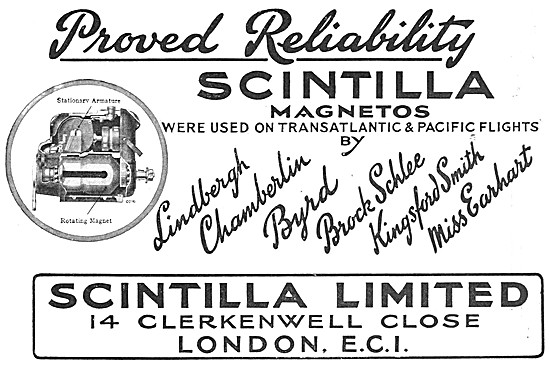 Proved Reliability
SCINTILLA
MAGNETOS
WERE USED ON TRANSATLANTIC & PACIFIC FLIGHTS
BY
Stationary Armature
Rotating Magnet
Lindbergh
Chamberlin
Byrd
Brock Schlee
Kingsford Smith
Miss Earhart
SCINTILLA LIMITED
14 CLERKENWELL CLOSE
LONDON, E.C.1.